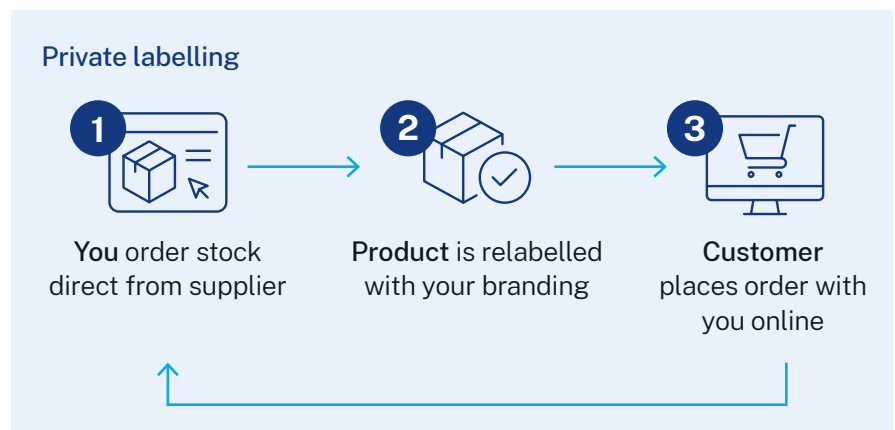 Private labelling
1
You order stock
direct from supplier
2
Product is relabelled
with your branding
3
Customer
places order with
you online